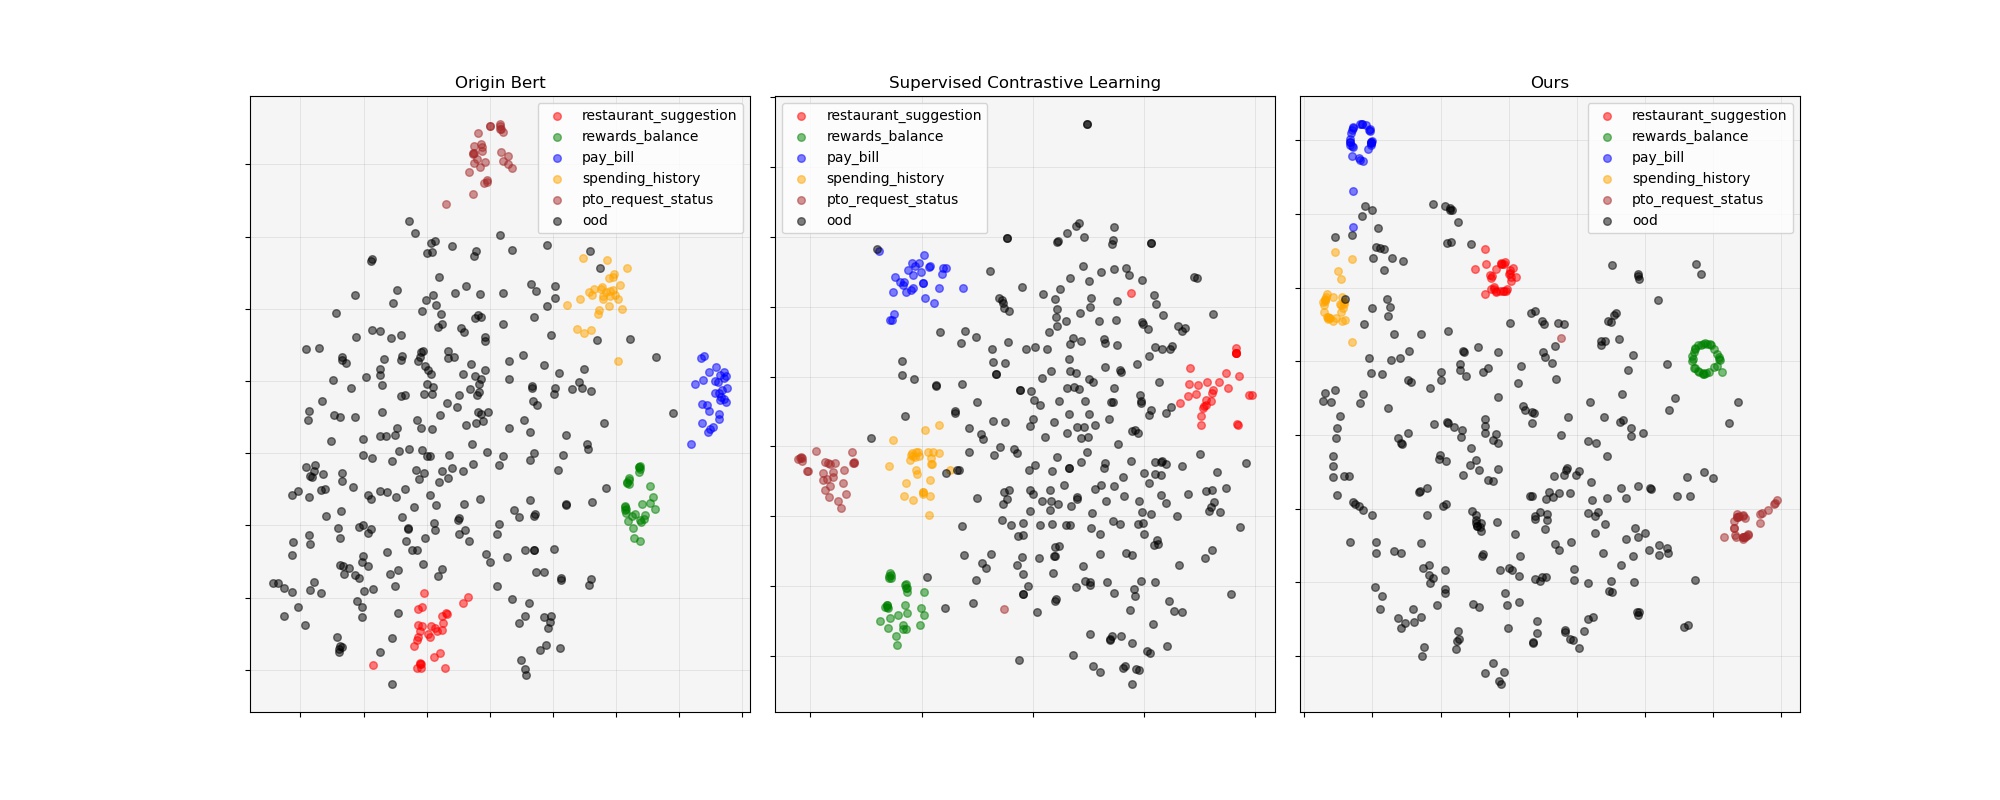 Origin Bert
restaurant_suggestion
rewards_balance
pay_bill
spending_history
pto_request_status
ood
Supervised Contrastive Learning
restaurant_suggestion
rewards_balance
pay_bill
spending_history
pto_request_status
ood
Ours
restaurant_suggestion
rewards_balance
pay_bill
spending_history
pto_request_status
ood